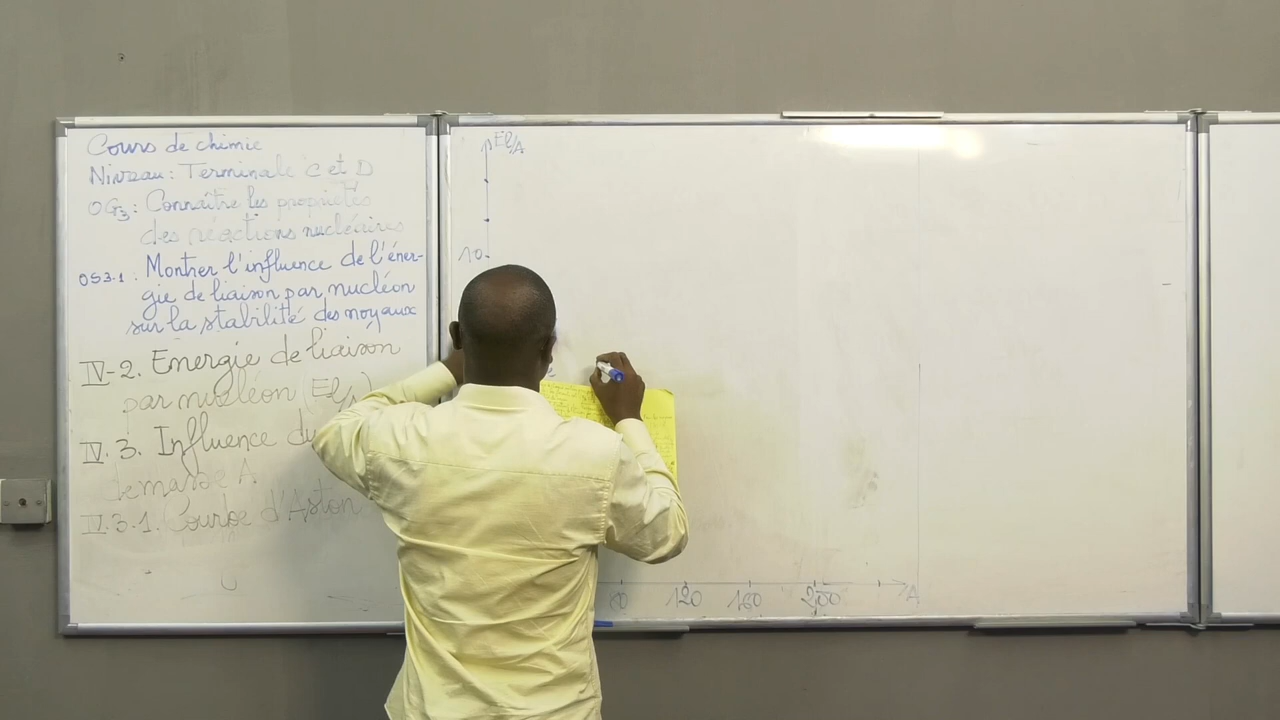 Cours de chimie
Niveau : Terminale C et D
OG3 : Connaître les propriétés
des réactions nucléaires
OS3.1 : Montrer l'influence de l'éner-
gie de liaison par nucléon
sur la stabilité des noyaux
IV-2. Energie de liaison
par nucléon (El/
IV.3. Influence du
de masse A
IV.3.1. Courbe d'Aston
El/A
10
120 160 200 A